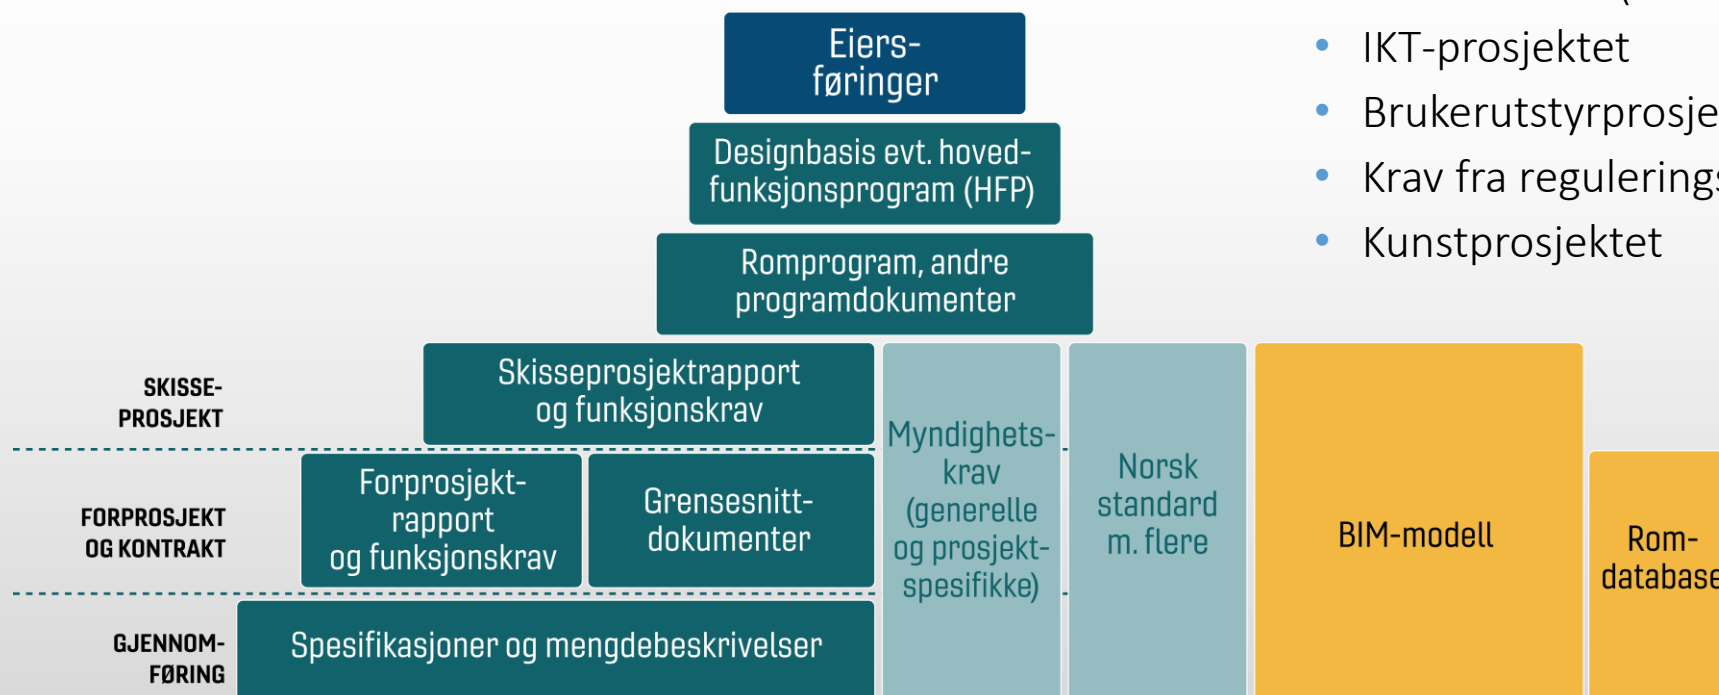 Eiers-
føringer
Designbasis evt. hoved-
funksjonsprogram (HFP)
Romprogram, andre
programdokumenter
SKISSE-
PROSJEKT
Skisseprosjektrapport
og funksjonskrav
FORPROSJEKT
OG KONTRAKT
Forprosjekt-
rapport
og funksjonskrav
Grensesnitt-
dokumenter
GJENNOM-
FØRING
Spesifikasjoner og mengdebeskrivelser
Myndighets-
krav
(generelle
og prosjekt-
spesifikke)
Norsk
standard
m. flere
BIM-modell
Rom-
database
• IKT-prosjektet
• Brukerutstyrprosje
• Krav fra regulerings
• Kunstprosjektet